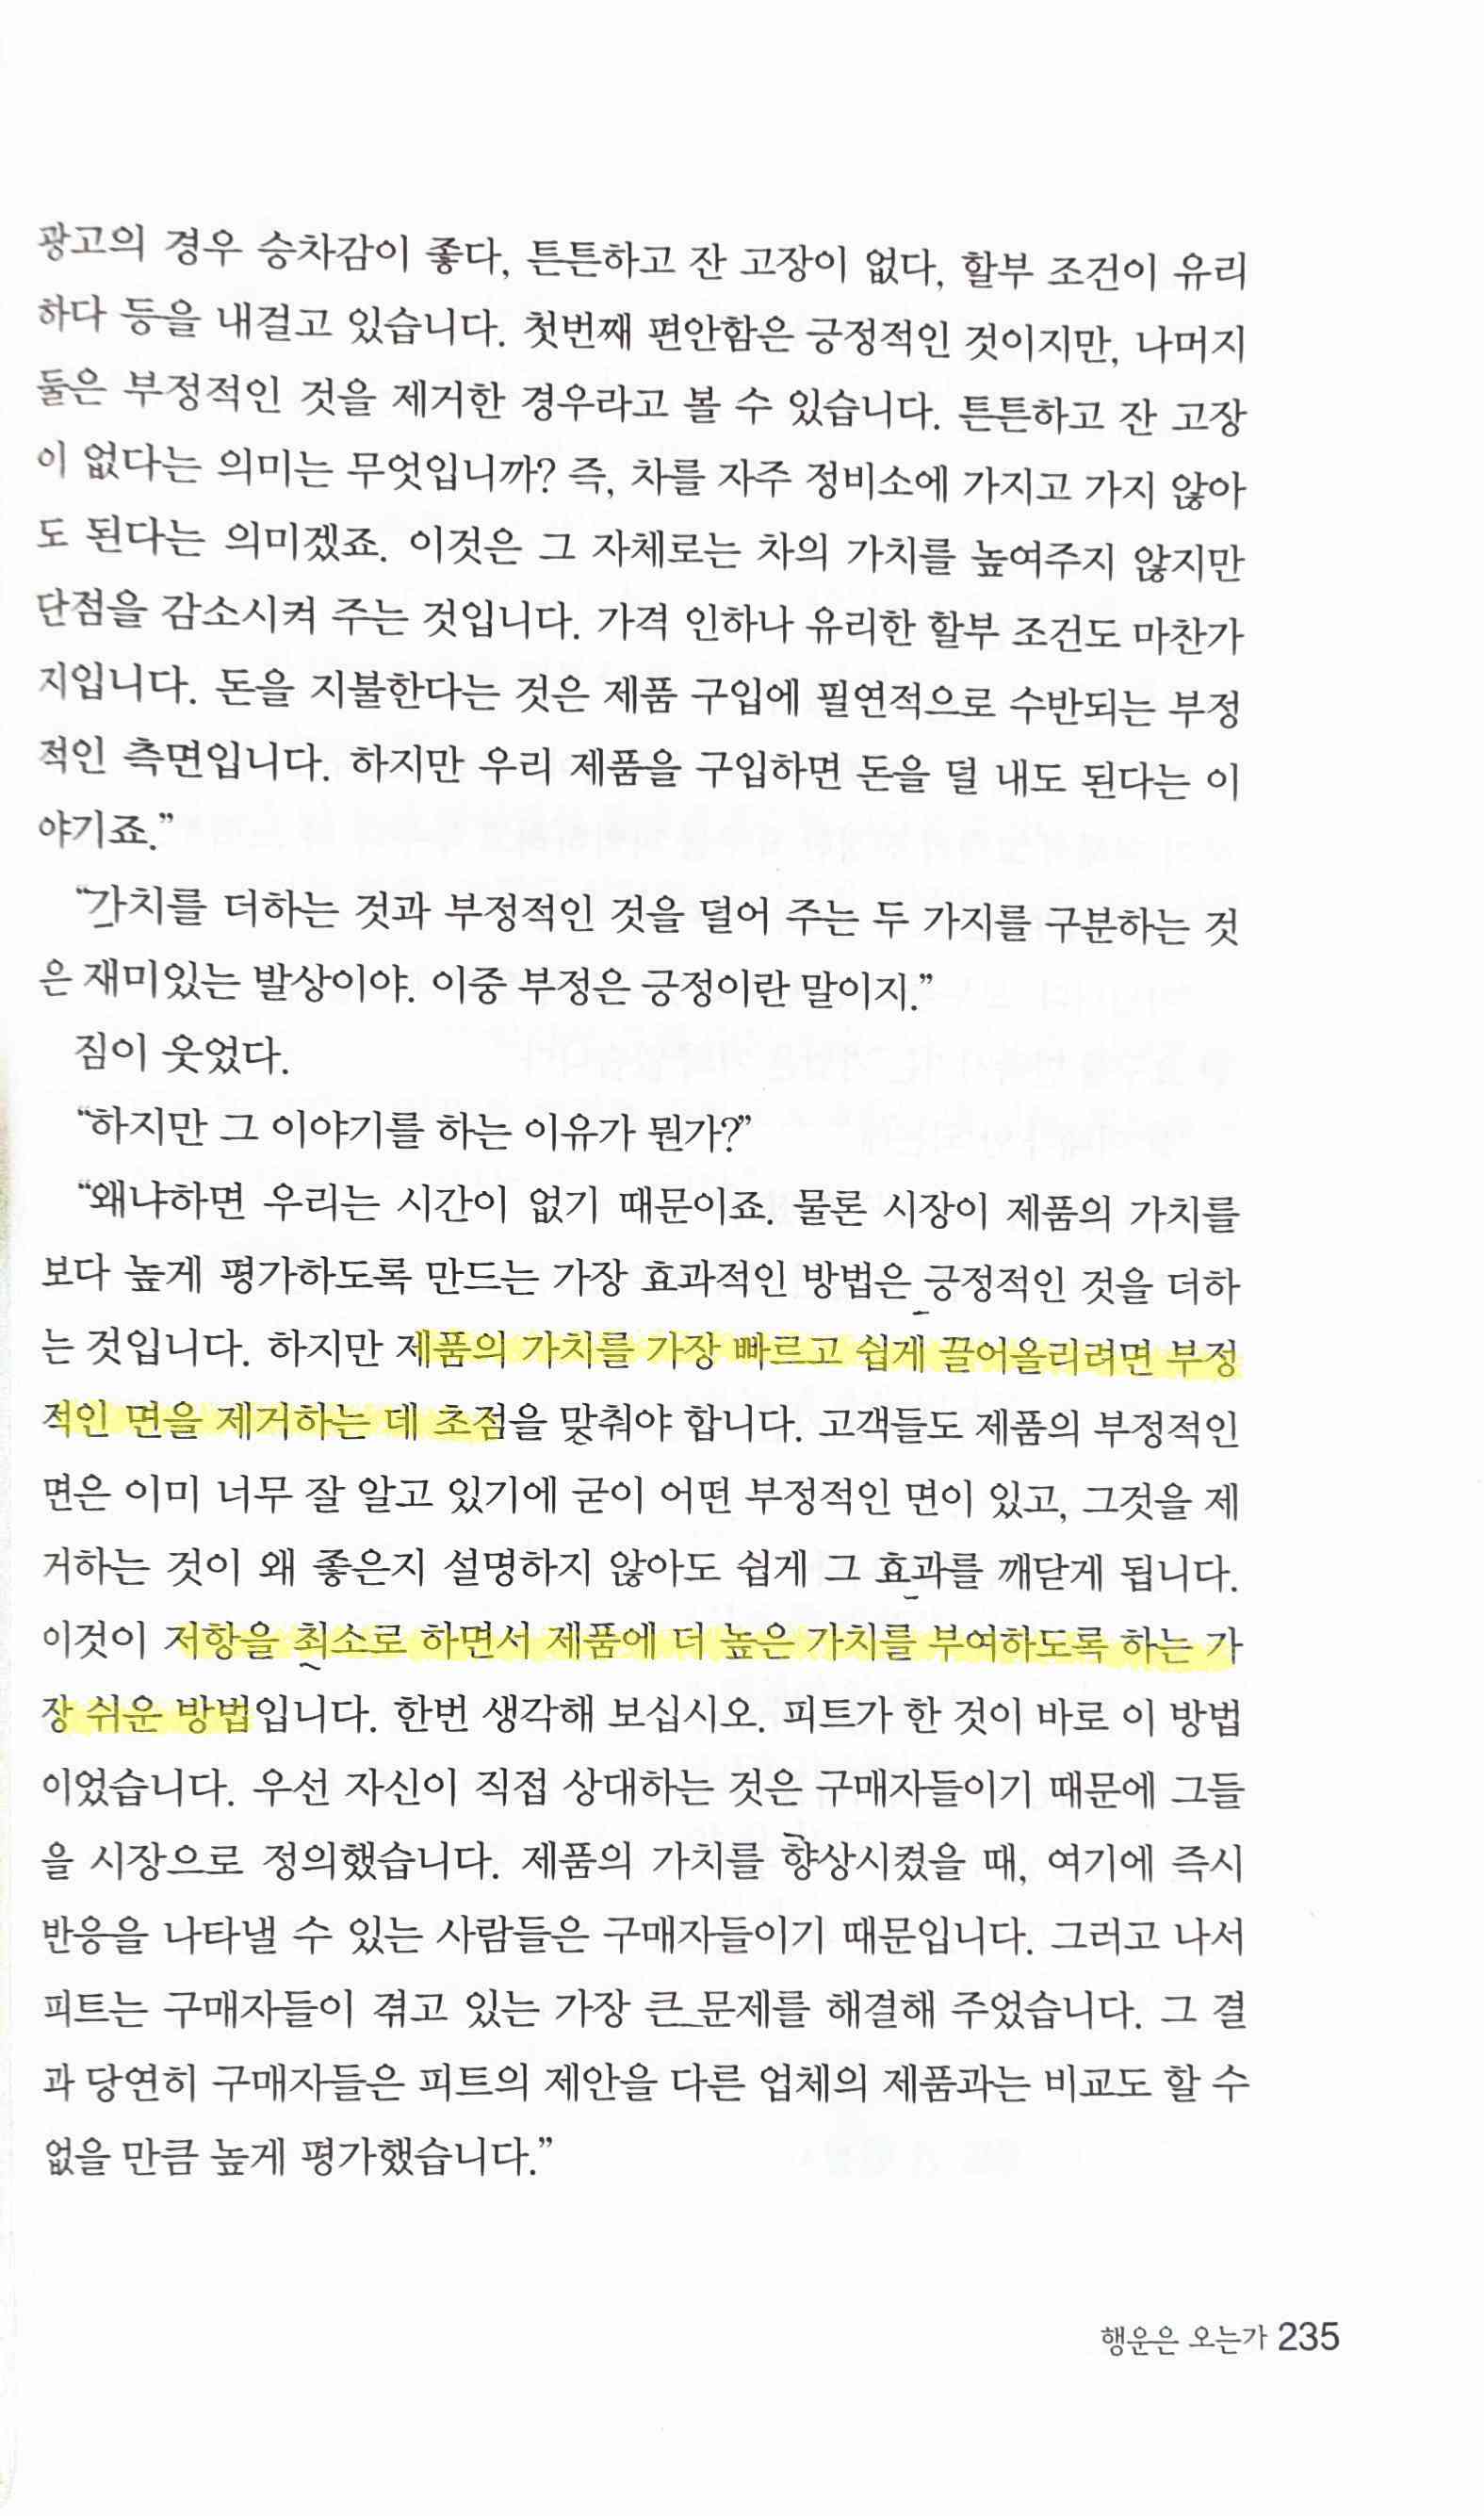 광고의 경우 승차감이 좋다, 튼튼하고 잔 고장이 없다, 할부 조건이 유리
하다 등을 내걸고 있습니다. 첫번째 편안함은 긍정적인 것이지만, 나머지
둘은 부정적인 것을 제거한 경우라고 볼 수 있습니다. 튼튼하고 잔 고장
이 없다는 의미는 무엇입니까? 즉, 차를 자주 정비소에 가지고 가지 않아
도 된다는 의미겠죠. 이것은 그 자체로는 차의 가치를 높여주지 않지만
단점을 감소시켜 주는 것입니다. 가격 인하나 유리한 할부 조건도 마찬가
지입니다. 돈을 지불한다는 것은 제품 구입에 필연적으로 수반되는 부정
적인 측면입니다. 하지만 우리 제품을 구입하면 돈을 덜 내도 된다는 이
야기죠.”
“가치를 더하는 것과 부정적인 것을 덜어 주는 두 가지를 구분하는 것
은 재미있는 발상이야. 이중 부정은 긍정이란 말이지.”
짐이 웃었다.
“하지만 그 이야기를 하는 이유가 뭔가?”
“왜냐하면 우리는 시간이 없기 때문이죠. 물론 시장이 제품의 가치를
보다 높게 평가하도록 만드는 가장 효과적인 방법은 긍정적인 것을 더하
는 것입니다. 하지만 제품의 가치를 가장 빠르고 쉽게 끌어올리려면 부정
적인 면을 제거하는 데 초점을 맞춰야 합니다. 고객들도 제품의 부정적인
면은 이미 너무 잘 알고 있기에 굳이 어떤 부정적인 면이 있고, 그것을 제
거하는 것이 왜 좋은지 설명하지 않아도 쉽게 그 효과를 깨닫게 됩니다.
이것이 저항을 최소로 하면서 제품에 더 높은 가치를 부여하도록 하는 가
장 쉬운 방법입니다. 한번 생각해 보십시오. 피트가 한 것이 바로 이 방법
이었습니다. 우선 자신이 직접 상대하는 것은 구매자들이기 때문에 그들
을 시장으로 정의했습니다. 제품의 가치를 향상시켰을 때, 여기에 즉시
반응을 나타낼 수 있는 사람들은 구매자들이기 때문입니다. 그러고 나서
피트는 구매자들이 겪고 있는 가장 큰 문제를 해결해 주었습니다. 그 결
과 당연히 구매자들은 피트의 제안을 다른 업체의 제품과는 비교도 할 수
없을 만큼 높게 평가했습니다.”
행운은 오는가 235